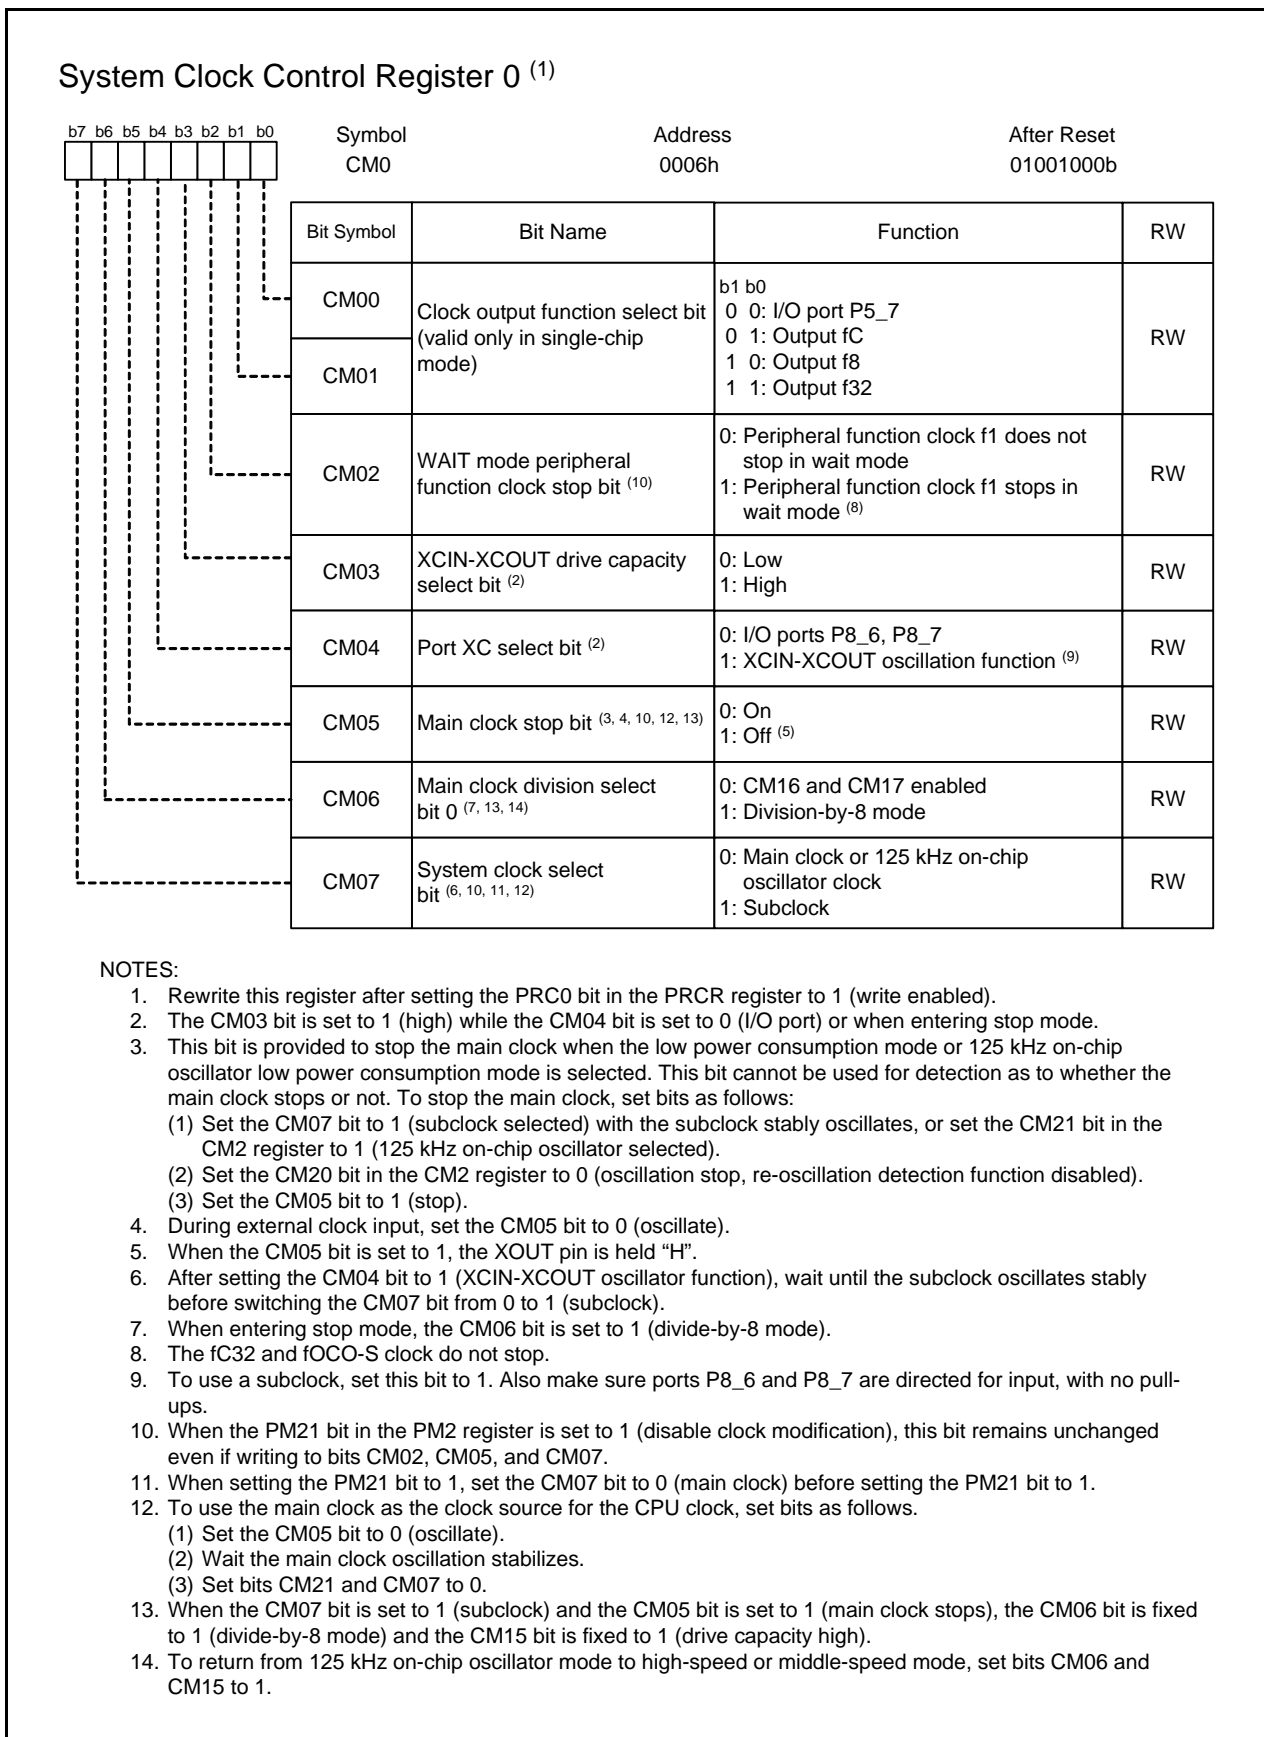 System Clock Control Register 0 (1)
b7 b6 b5 b4 b3 b2 b1 b0
Symbol Address After Reset
CM0 0006h 01001000b
Bit Symbol Bit Name Function RW
CM00
CM01
Clock output function select bit
(valid only in single-chip
mode)
b1 b0
0 0: I/O port P5_7
0 1: Output fC
1 0: Output f8
1 1: Output f32
RW
CM02
WAIT mode peripheral
function clock stop bit (10)
0: Peripheral function clock f1 does not
stop in wait mode
1: Peripheral function clock f1 stops in
wait mode (8)
RW
CM03
XCIN-XCOUT drive capacity
select bit (2)
0: Low
1: High
RW
CM04
Port XC select bit (2)
0: I/O ports P8_6, P8_7
1: XCIN-XCOUT oscillation function (9)
RW
CM05
Main clock stop bit (3, 4, 10, 12, 13)
0: On
1: Off (5)
RW
CM06
Main clock division select
bit 0 (7, 13, 14)
0: CM16 and CM17 enabled
1: Division-by-8 mode
RW
CM07
System clock select
bit (6, 10, 11, 12)
0: Main clock or 125 kHz on-chip
oscillator clock
1: Subclock
RW
NOTES:
1. Rewrite this register after setting the PRC0 bit in the PRCR register to 1 (write enabled).
2. The CM03 bit is set to 1 (high) while the CM04 bit is set to 0 (I/O port) or when entering stop mode.
3. This bit is provided to stop the main clock when the low power consumption mode or 125 kHz on-chip
oscillator low power consumption mode is selected. This bit cannot be used for detection as to whether the
main clock stops or not. To stop the main clock, set bits as follows:
(1) Set the CM07 bit to 1 (subclock selected) with the subclock stably oscillates, or set the CM21 bit in the
CM2 register to 1 (125 kHz on-chip oscillator selected).
(2) Set the CM20 bit in the CM2 register to 0 (oscillation stop, re-oscillation detection function disabled).
(3) Set the CM05 bit to 1 (stop).
4. During external clock input, set the CM05 bit to 0 (oscillate).
5. When the CM05 bit is set to 1, the XOUT pin is held “H”.
6. After setting the CM04 bit to 1 (XCIN-XCOUT oscillator function), wait until the subclock oscillates stably
before switching the CM07 bit from 0 to 1 (subclock).
7. When entering stop mode, the CM06 bit is set to 1 (divide-by-8 mode).
8. The fC32 and fOCO-S clock do not stop.
9. To use a subclock, set this bit to 1. Also make sure ports P8_6 and P8_7 are directed for input, with no pull-
ups.
10. When the PM21 bit in the PM2 register is set to 1 (disable clock modification), this bit remains unchanged
even if writing to bits CM02, CM05, and CM07.
11. When setting the PM21 bit to 1, set the CM07 bit to 0 (main clock) before setting the PM21 bit to 1.
12. To use the main clock as the clock source for the CPU clock, set bits as follows.
(1) Set the CM05 bit to 0 (oscillate).
(2) Wait the main clock oscillation stabilizes.
(3) Set bits CM21 and CM07 to 0.
13. When the CM07 bit is set to 1 (subclock) and the CM05 bit is set to 1 (main clock stops), the CM06 bit is fixed
to 1 (divide-by-8 mode) and the CM15 bit is fixed to 1 (drive capacity high).
14. To return from 125 kHz on-chip oscillator mode to high-speed or middle-speed mode, set bits CM06 and
CM15 to 1.